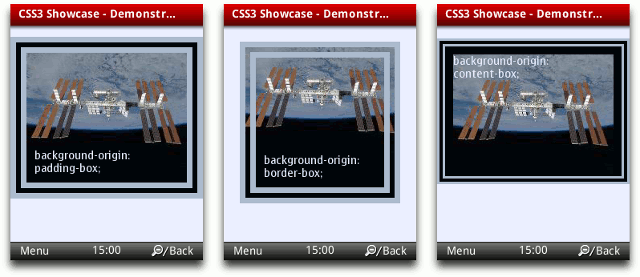 CSS3 Showcase - Demonstr...
background-origin:
padding-box;
Menu 15:00 /Back
CSS3 Showcase - Demonstr...
background-origin:
border-box;
Menu 15:00 /Back
CSS3 Showcase - Demonstr...
background-origin:
content-box;
Menu 15:00 /Back